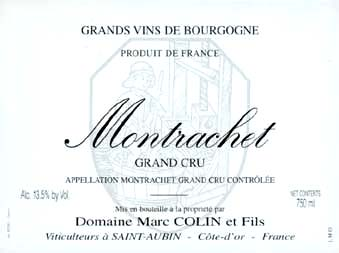 GRANDS VINS DE BOURGOGNE
PRODUIT DE FRANCE
Montrachet
GRAND CRU
APPELLATION MONTRACHET GRAND CRU CONTRÔLÉE
Alc. 13.5% by Vol.
NET CONTENTS
750 ml
Mis en bouteille à la propriété par
Domaine Marc COLIN et Fils
Viticulteurs à SAINT-AUBIN - Côte-d'or - France